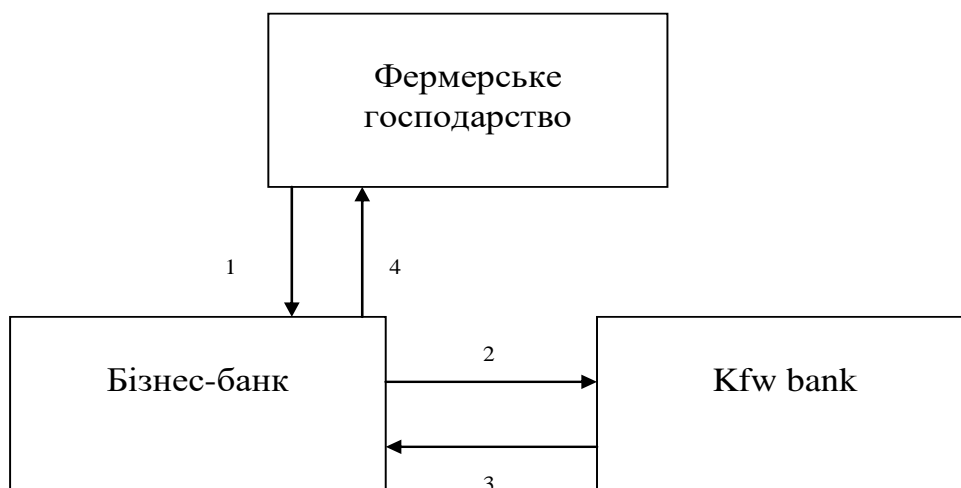 Фермерське
господарство
1
4
2
Бізнес-банк
Kfw bank
3